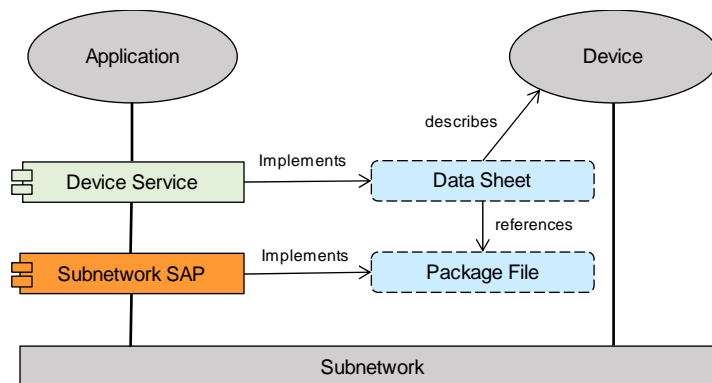 Application
Device
describes
Implements
Device Service
Data Sheet
references
Implements
Subnetwork SAP
Package File
Subnetwork